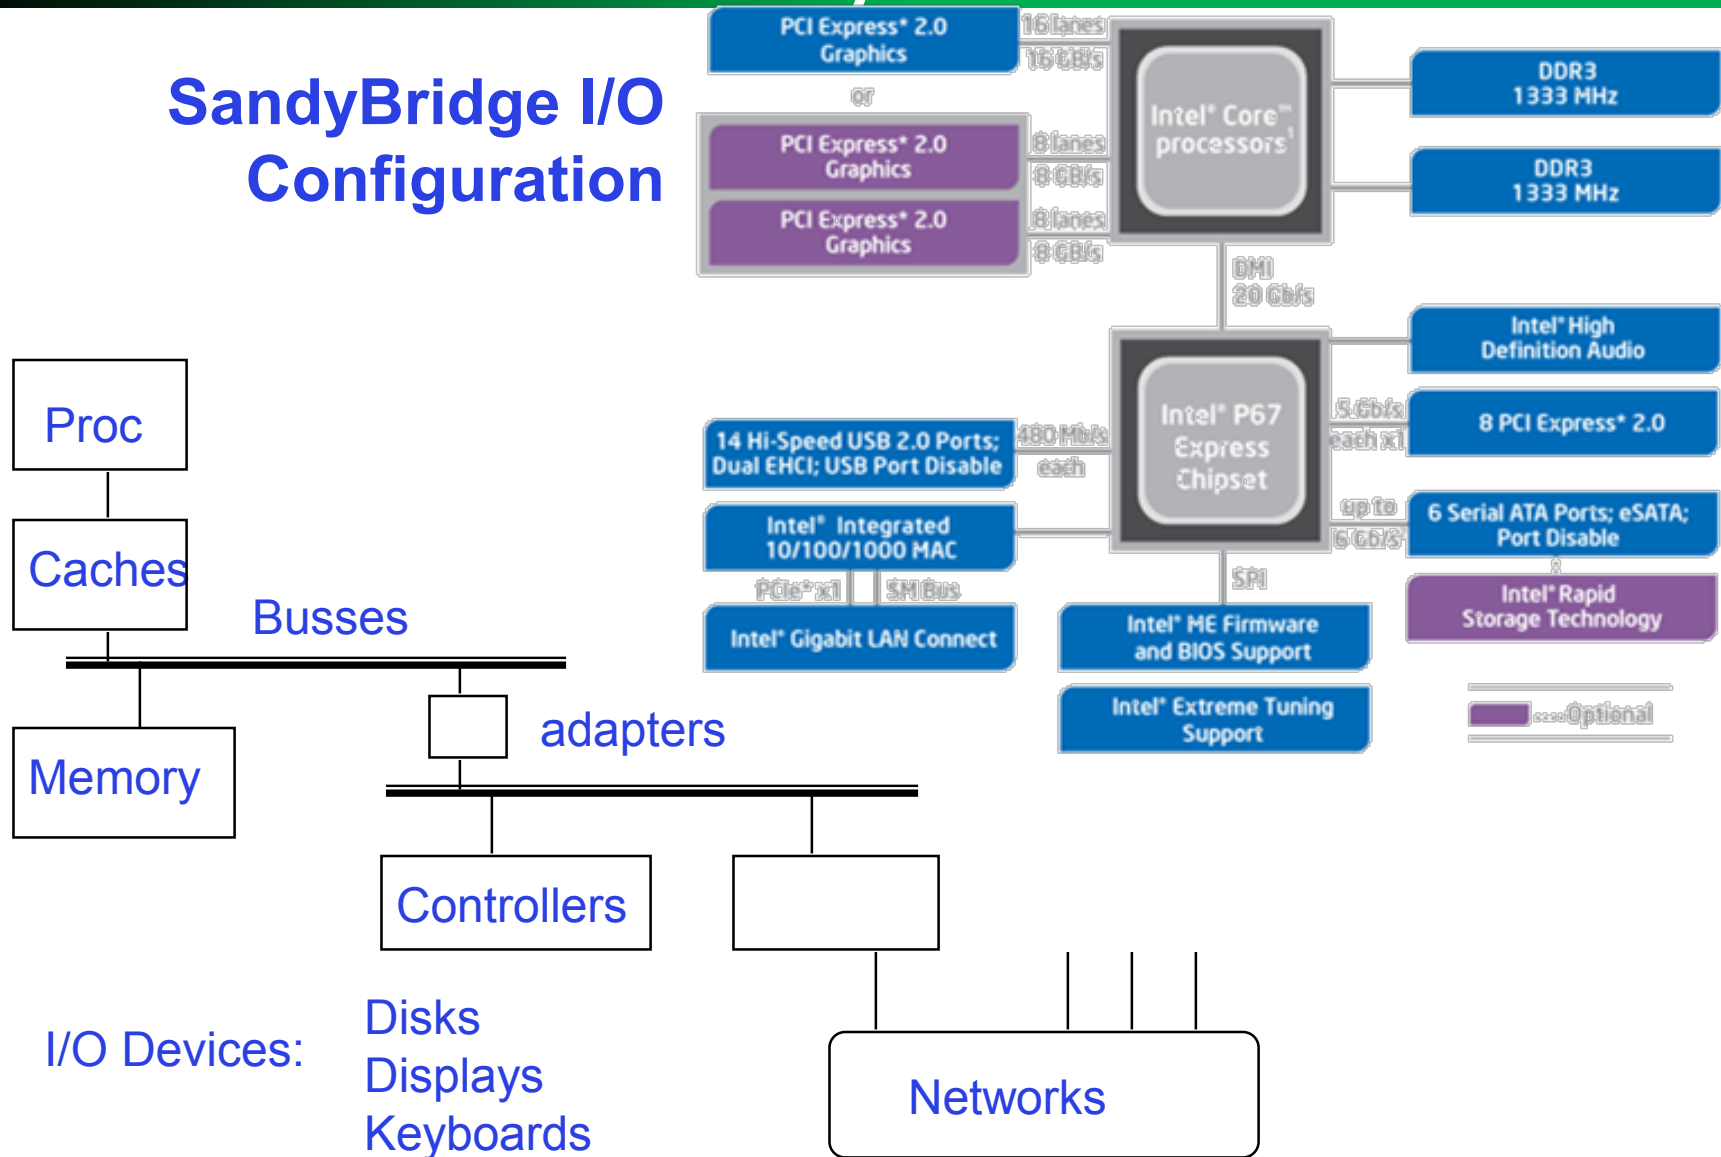 SandyBridge I/O
Configuration
PCI Express* 2.0
Graphics
16 lanes
16 GB/s
or
PCI Express* 2.0
Graphics
8 lanes
8 GB/s
PCI Express* 2.0
Graphics
8 lanes
8 GB/s
Intel® Core™
processors¹
DDR3
1333 MHz
DDR3
1333 MHz
DMI
20 Gb/s
Intel® P67
Express
Chipset
Intel® High
Definition Audio
5 Gb/s
each x1
8 PCI Express* 2.0
up to
6 Gb/s
6 Serial ATA Ports; eSATA;
Port Disable
Intel® Rapid
Storage Technology
14 Hi-Speed USB 2.0 Ports;
Dual EHCI; USB Port Disable
480 Mb/s
each
Intel® Integrated
10/100/1000 MAC
PCIe* x1
SM Bus
Intel® Gigabit LAN Connect
SPI
Intel® ME Firmware
and BIOS Support
Intel® Extreme Tuning
Support
Optional
Proc
Caches
Busses
Memory
adapters
Controllers
I/O Devices:
Disks
Displays
Keyboards
Networks